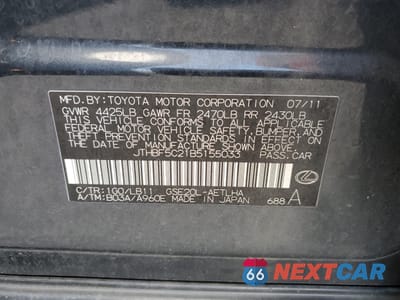 MFD.BY:TOYOTA MOTOR CORPORATION 07/11
GVWR 4425LB GAWR FR 2470LB RR 2430LB
THIS VEHICLE CONFORMS TO ALL APPLICABLE
FEDERAL MOTOR VEHICLE SAFETY, BUMPER, AND
THEFT PREVENTION STANDARDS IN EFFECT ON
THE DATE OF MANUFACTURE SHOWN ABOVE.
JTHBF5C21B5155033 PASS.CAR
C/TR:1G0/LB11 GSE20L-AETLHA
A/TM:B03A/A960E MADE IN JAPAN 688 A
66 NEXTCAR